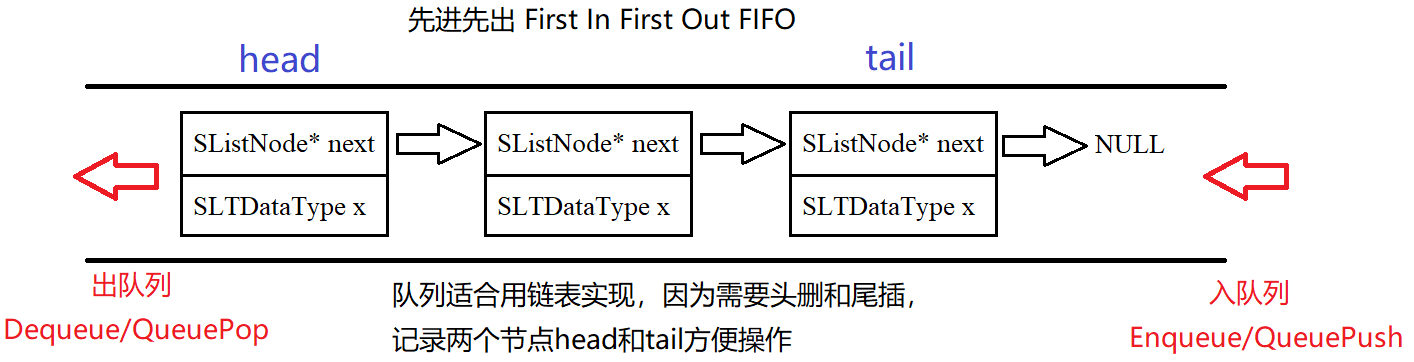 先进先出 First In First Out FIFO
head
tail
SListNode* next
SListNode* next
SListNode* next
NULL
SLTDataType x
SLTDataType x
SLTDataType x
出队列
Dequeue/QueuePop
队列适合用链表实现，因为需要头删和尾插，
记录两个节点head和tail方便操作
入队列
Enqueue/QueuePush